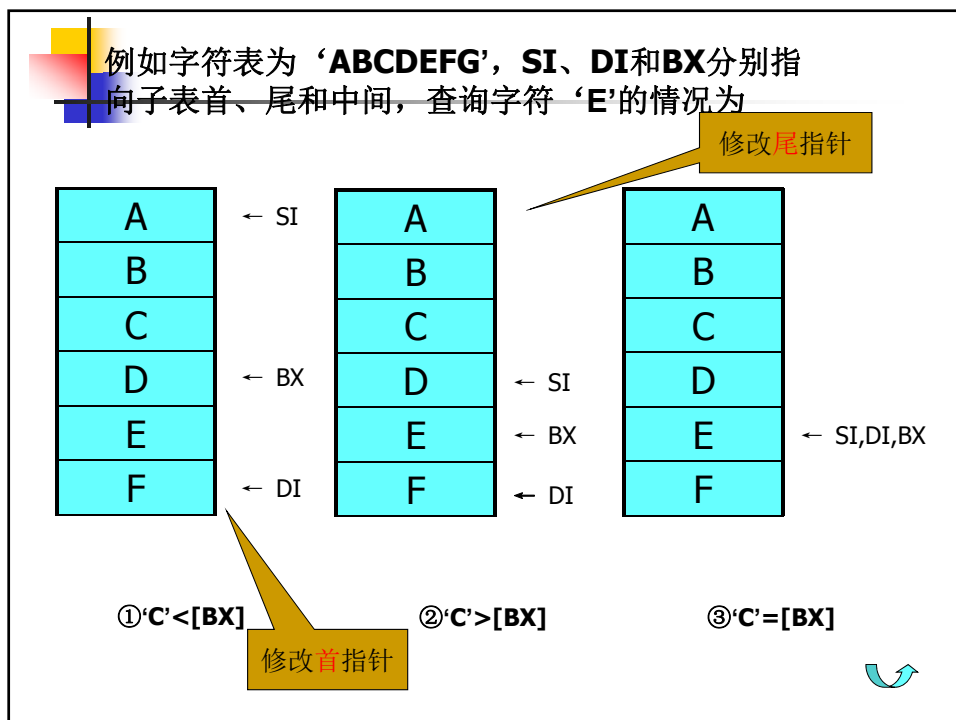 例如字符表为‘ABCDEFG’，SI、DI和BX分别指
向子表首、尾和中间，查询字符‘E’的情况为
修改尾指针
A ← SI
B
C
D ← BX
E
F ← DI
A
B
C
D ← SI
E ← BX
F ← DI
A
B
C
D
E ← SI,DI,BX
F
①‘C’<[BX]
②‘C’>[BX]
③‘C’=[BX]
修改首指针